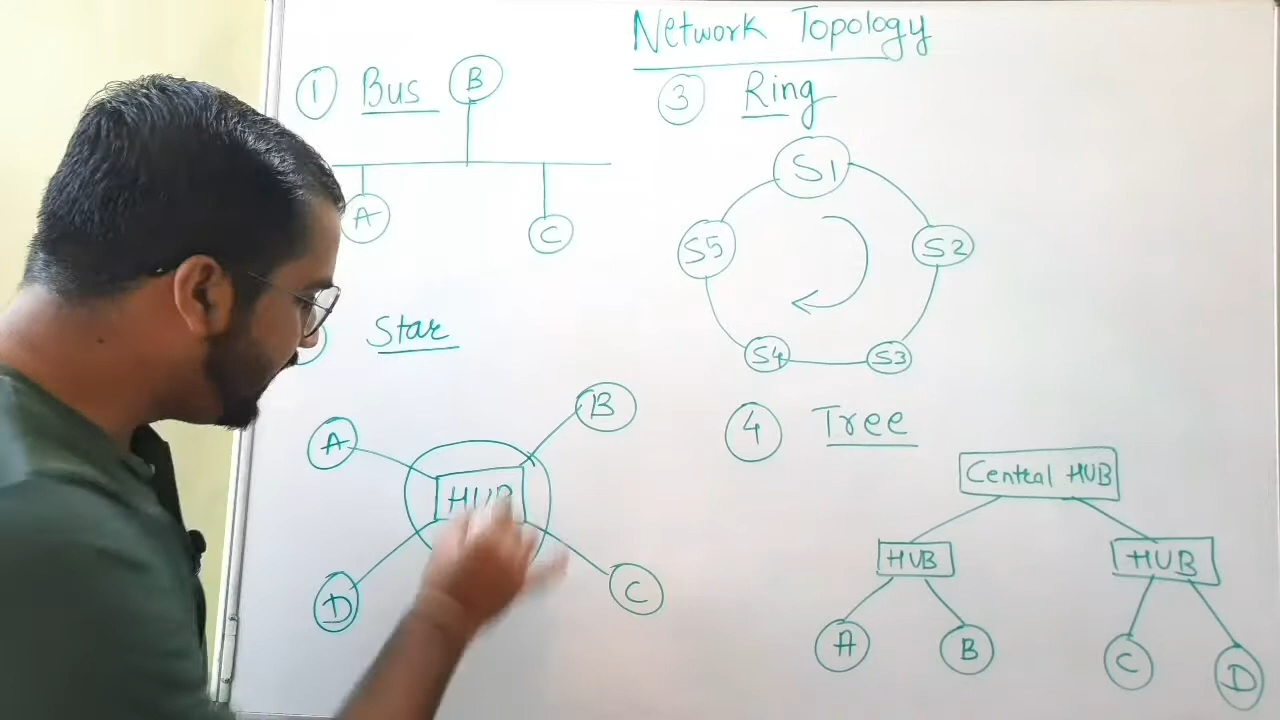 Network Topology
1 Bus
B
A
C
Star
A
B
HUB
D
C
3 Ring
S1
S5
S2
S4
S3
4 Tree
Central HUB
HUB
HUB
A
B
C
D